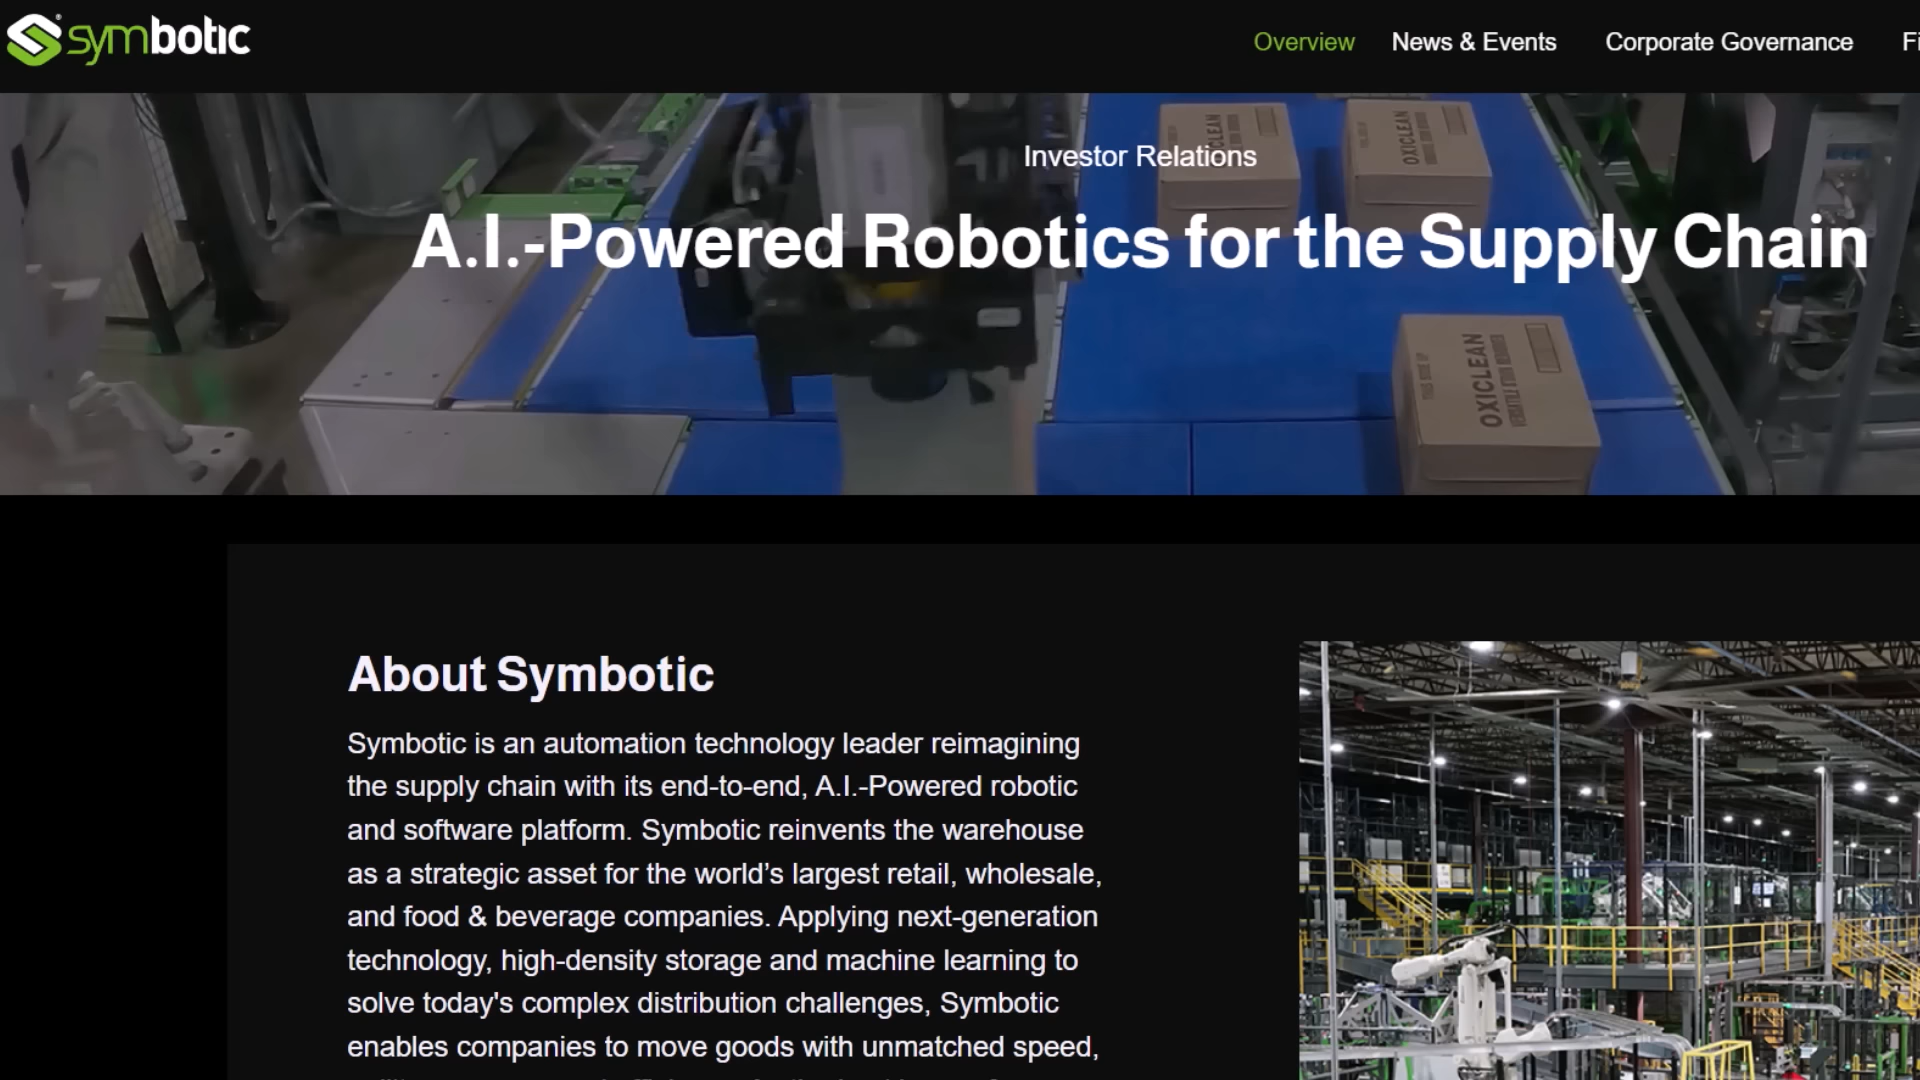 symbotic
Overview
News & Events
Corporate Governance
Fi
Investor Relations
A.I.-Powered Robotics for the Supply Chain
OXICLEAN
OXICLEAN
OXICLEAN
About Symbotic
Symbotic is an automation technology leader reimagining
the supply chain with its end-to-end, A.I.-Powered robotic
and software platform. Symbotic reinvents the warehouse
as a strategic asset for the world’s largest retail, wholesale,
and food & beverage companies. Applying next-generation
technology, high-density storage and machine learning to
solve today's complex distribution challenges, Symbotic
enables companies to move goods with unmatched speed,